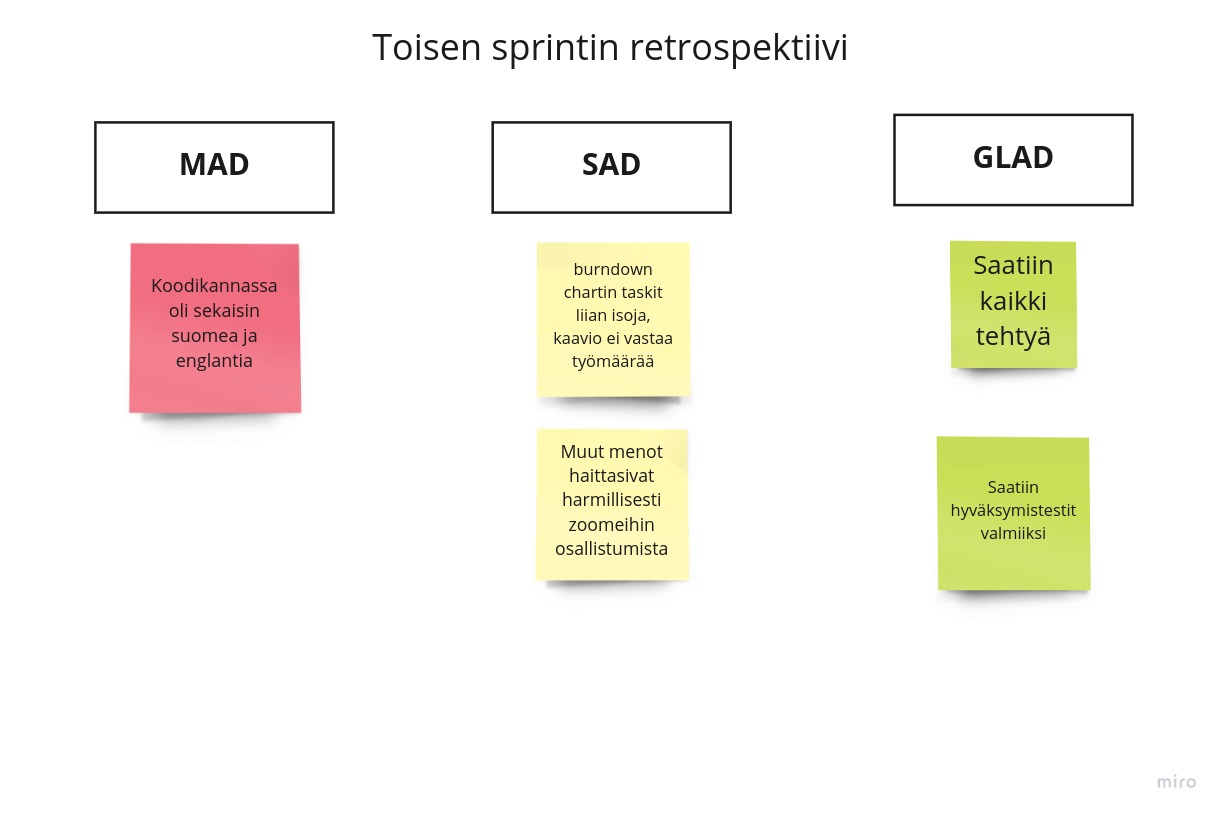 Toisen sprintin retrospektiivi
MAD
SAD
GLAD
Koodikannassa
oli sekaisin
suomea ja
englantia
burndown
chartin taskit
liian isoja,
kaavio ei vastaa
työmäärää
Muut menot
haittasivat
harmillisesti
zoomeihin
osallistumista
Saatiin
kaikki
tehtyä
Saatiin
hyväksymistestit
valmiiksi
miro